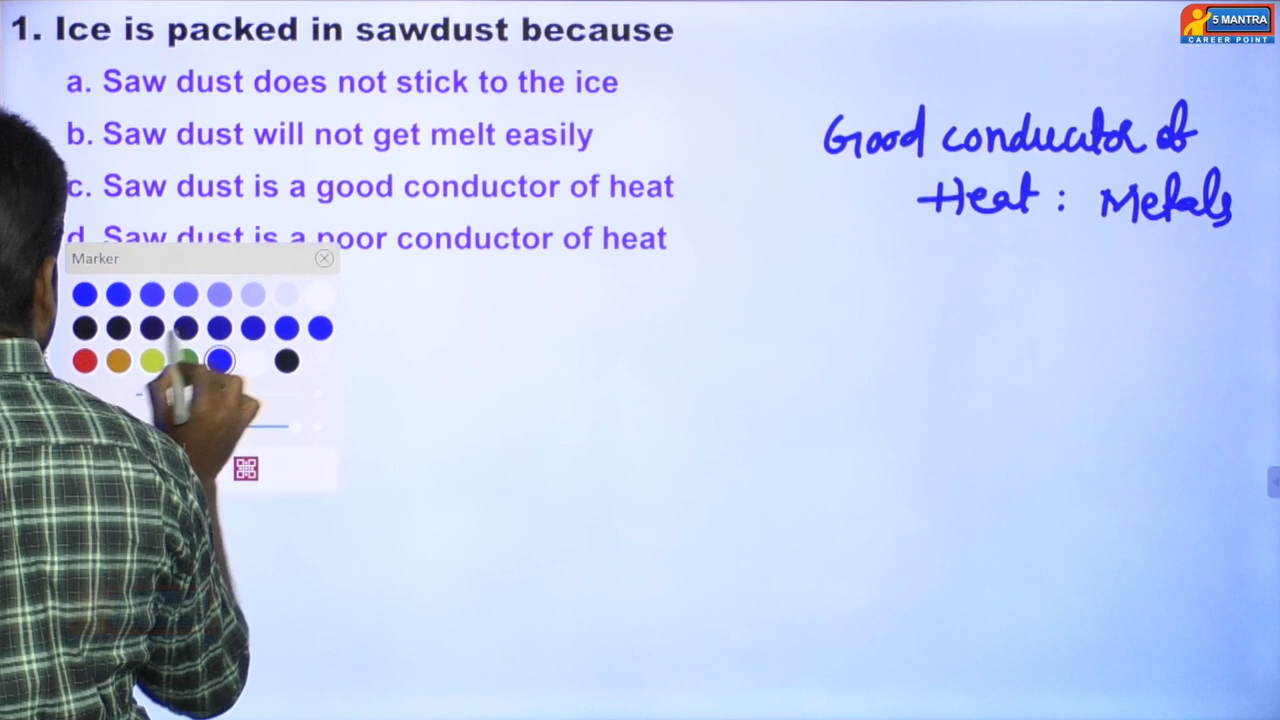 1. Ice is packed in sawdust because
a. Saw dust does not stick to the ice
b. Saw dust will not get melt easily
c. Saw dust is a good conductor of heat
d. Saw dust is a poor conductor of heat
Good conductor of
Heat : Metals
Marker
5 MANTRA
CAREER POINT